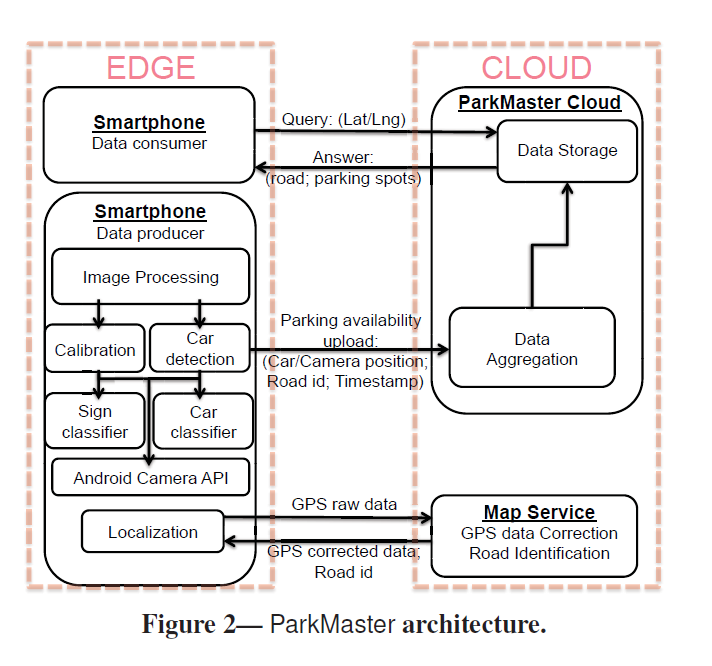 EDGE
CLOUD
Smartphone
Data consumer
Query: (Lat/Lng)
Answer:
(road; parking spots)
ParkMaster Cloud
Data Storage
Smartphone
Data producer
Image Processing
Calibration
Car
detection
Sign
classifier
Car
classifier
Android Camera API
Localization
Parking availability
upload:
(Car/Camera position;
Road id; Timestamp)
Data
Aggregation
GPS raw data
GPS corrected data;
Road id
Map Service
GPS data Correction
Road Identification
Figure 2— ParkMaster architecture.